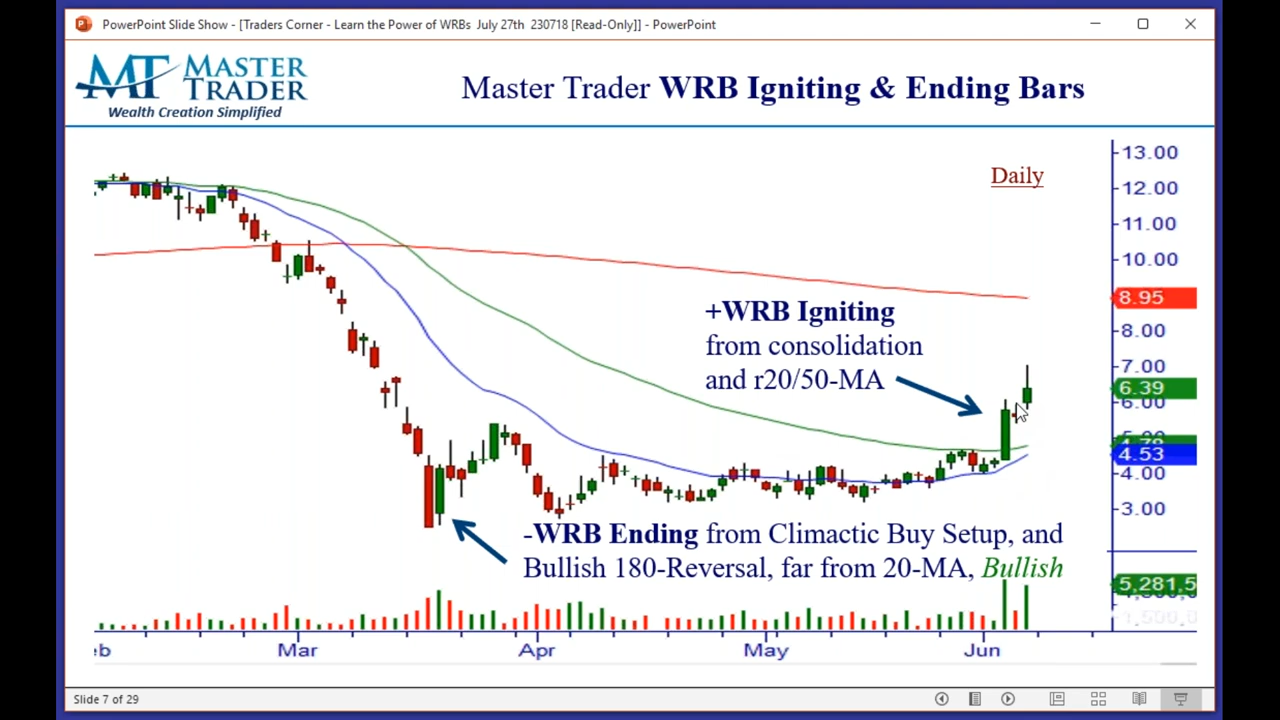 PowerPoint Slide Show - [Traders Corner - Learn the Power of WRBs July 27th 230718 [Read-Only]] - PowerPoint
MT MASTER TRADER
Wealth Creation Simplified
Master Trader WRB Igniting & Ending Bars
Daily
13.00
12.00
11.00
10.00
8.95
8.00
7.00
6.39
6.00
4.53
4.00
3.00
+WRB Igniting
from consolidation
and r20/50-MA
-WRB Ending from Climactic Buy Setup, and
Bullish 180-Reversal, far from 20-MA, Bullish
5,281,5
eb Mar Apr May Jun
Slide 7 of 29